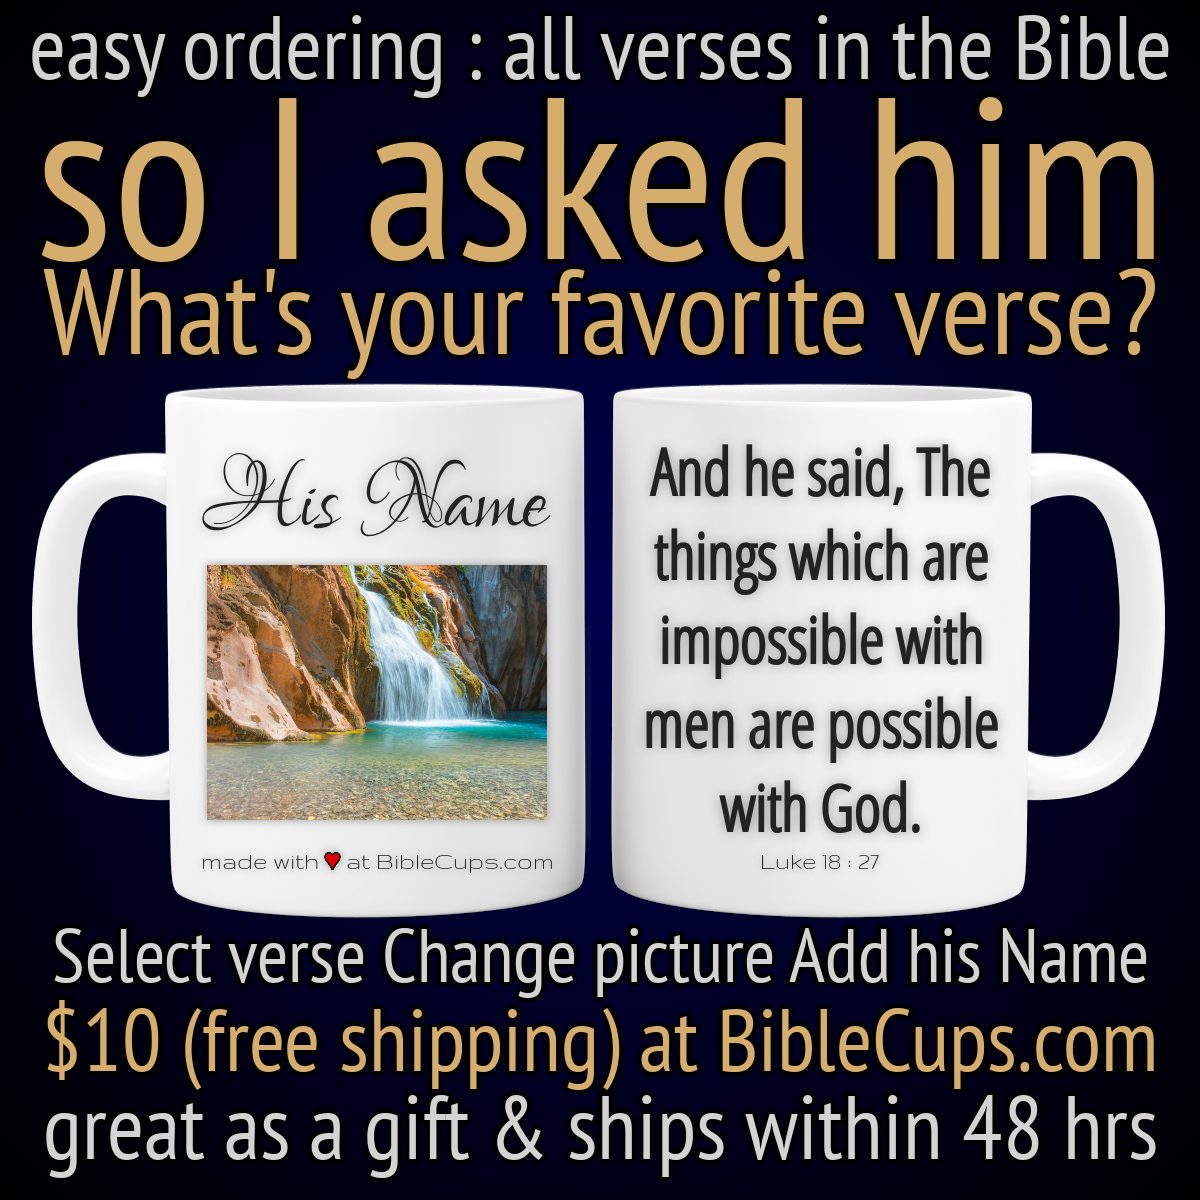 easy ordering : all verses in the Bible
so I asked him
What's your favorite verse?
His Name
made with at BibleCups.com
And he said, The
things which are
impossible with
men are possible
with God.
Luke 18 : 27
Select verse Change picture Add his Name
$10 (free shipping) at BibleCups.com
great as a gift & ships within 48 hrs